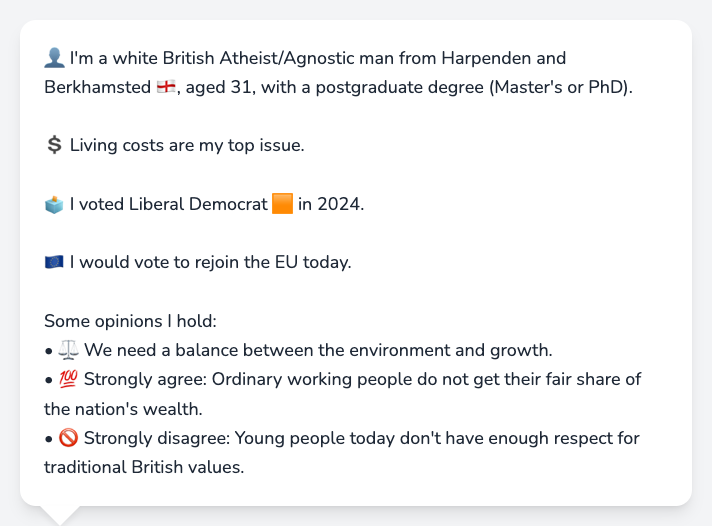 👤 I'm a white British Atheist/Agnostic man from Harpenden and
Berkhamsted 🏴󠁧󠁢󠁥󠁮󠁧󠁿, aged 31, with a postgraduate degree (Master's or PhD).
💲 Living costs are my top issue.
🗳️ I voted Liberal Democrat 🟧 in 2024.
🇪🇺 I would vote to rejoin the EU today.
Some opinions I hold:
• ⚖️ We need a balance between the environment and growth.
• 💯 Strongly agree: Ordinary working people do not get their fair share of
the nation's wealth.
• 🚫 Strongly disagree: Young people today don't have enough respect for
traditional British values.